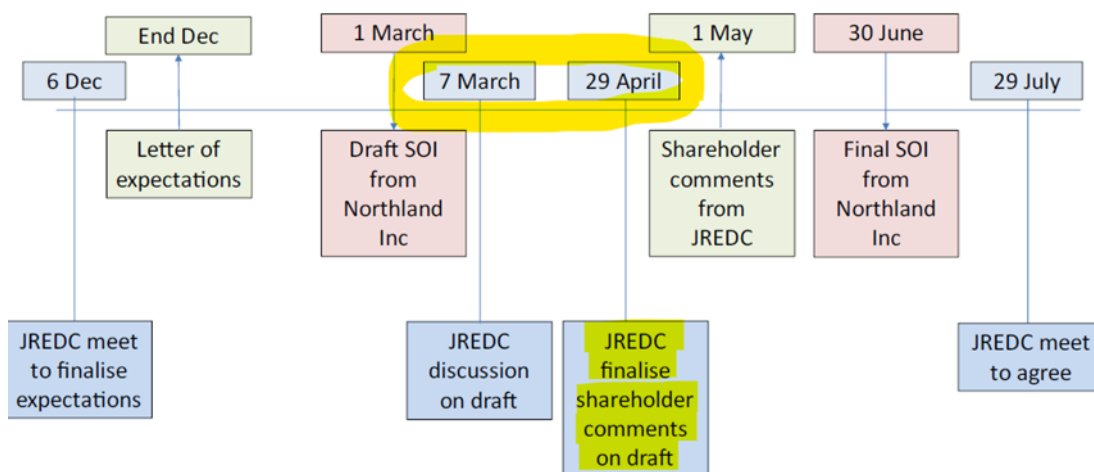 End Dec
1 March
1 May
30 June
6 Dec
7 March
29 April
29 July
Letter of
expectations
Draft SOI
from
Northland
Inc
Shareholder
comments
from
JREDC
Final SOI
from
Northland
Inc
JREDC meet
to finalise
expectations
JREDC
discussion
on draft
JREDC
finalise
shareholder
comments
on draft
JREDC meet
to agree